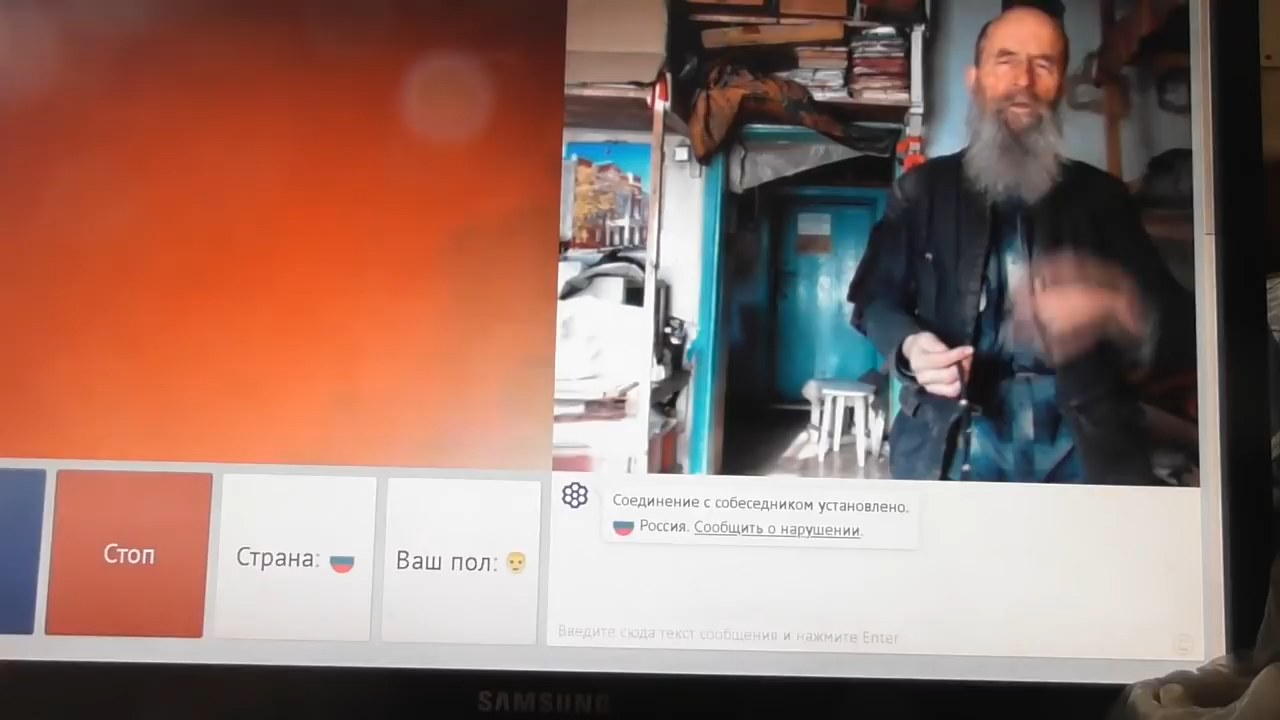 Соединение с собеседником установлено.
Россия. Сообщить о нарушении.
Стоп
Страна:
Ваш пол:
Введите сюда текст сообщения и нажмите Enter
SAMSUNG